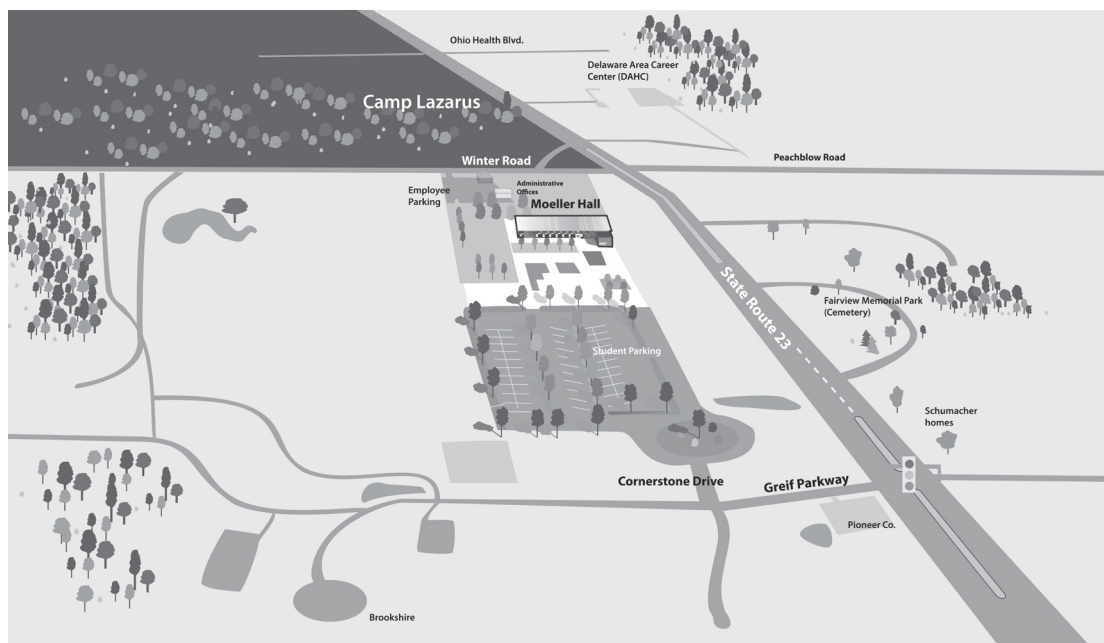 Ohio Health Blvd.
Delaware Area Career
Center (DAHC)
Camp Lazarus
Winter Road
Peachblow Road
Employee
Parking
Administrative
Offices
Moeller Hall
State Route 23
Fairview Memorial Park
(Cemetery)
Student Parking
Schumacher
homes
Cornerstone Drive
Greif Parkway
Pioneer Co.
Brookshire